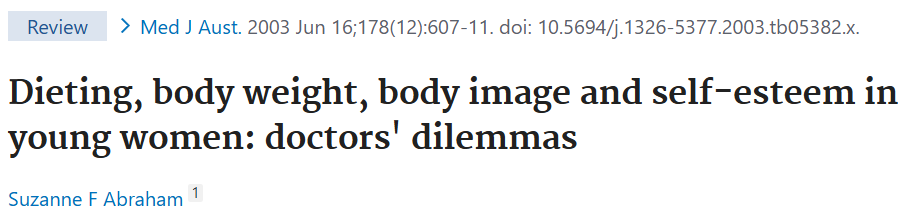 Review Med J Aust. 2003 Jun 16;178(12):607-11. doi: 10.5694/j.1326-5377.2003.tb05382.x.
Dieting, body weight, body image and self-esteem in
young women: doctors' dilemmas
Suzanne F Abraham 1